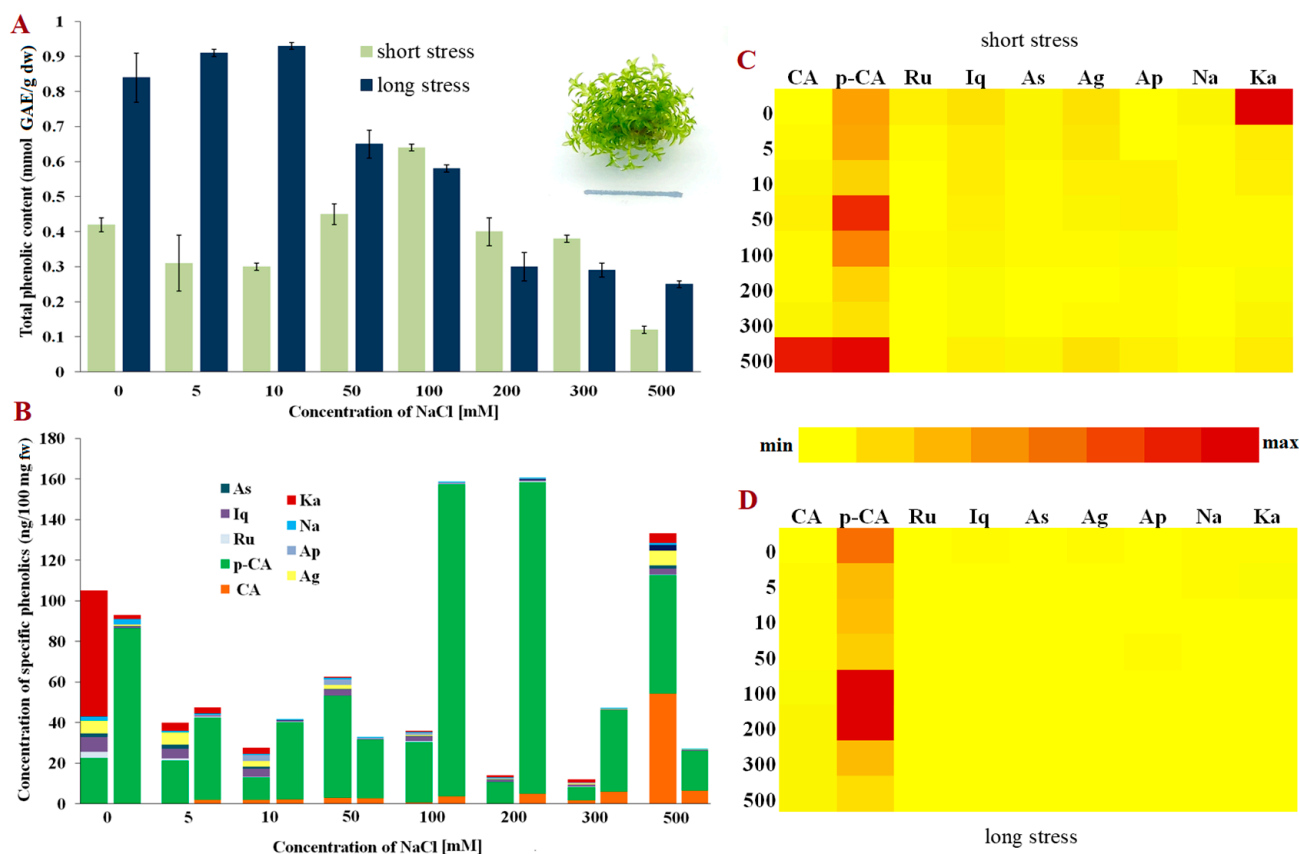 A
Total phenolic content (mmol GAE/g dw)
1
0.9
0.8
0.7
0.6
0.5
0.4
0.3
0.2
0.1
0
short stress
long stress
0 5 10 50 100 200 300 500
Concentration of NaCl [mM]
B
Concentration of specific phenolics (ng/100 mg fw)
180
160
140
120
100
80
60
40
20
0
As
Iq
Ru
p-CA
CA
Ka
Na
Ap
Ag
0 5 10 50 100 200 300 500
Concentration of NaCl [mM]
C
short stress
CA p-CA Ru Iq As Ag Ap Na Ka
0
5
10
50
100
200
300
500
min max
D
CA p-CA Ru Iq As Ag Ap Na Ka
0
5
10
50
100
200
300
500
long stress